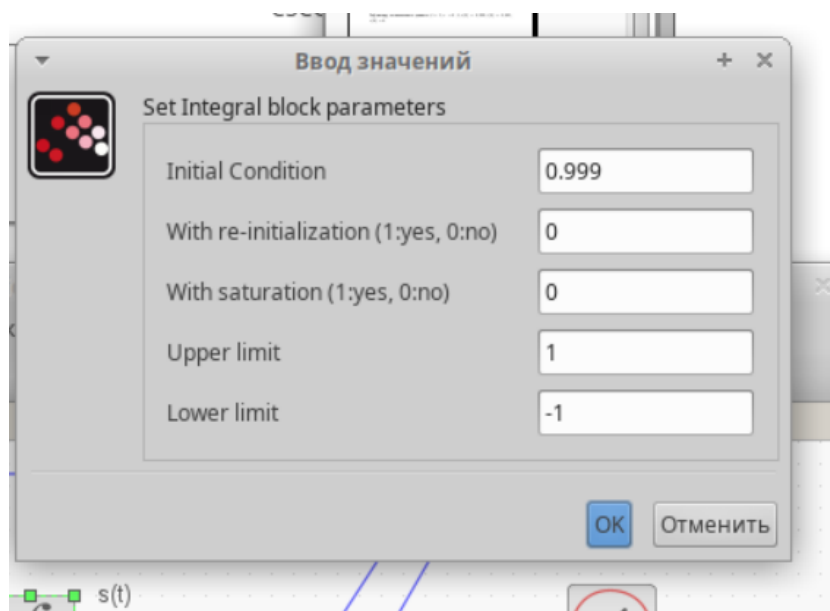 Ввод значений
Set Integral block parameters
Initial Condition 0.999
With re-initialization (1:yes, 0:no) 0
With saturation (1:yes, 0:no) 0
Upper limit 1
Lower limit -1
OK Отменить
s(t)